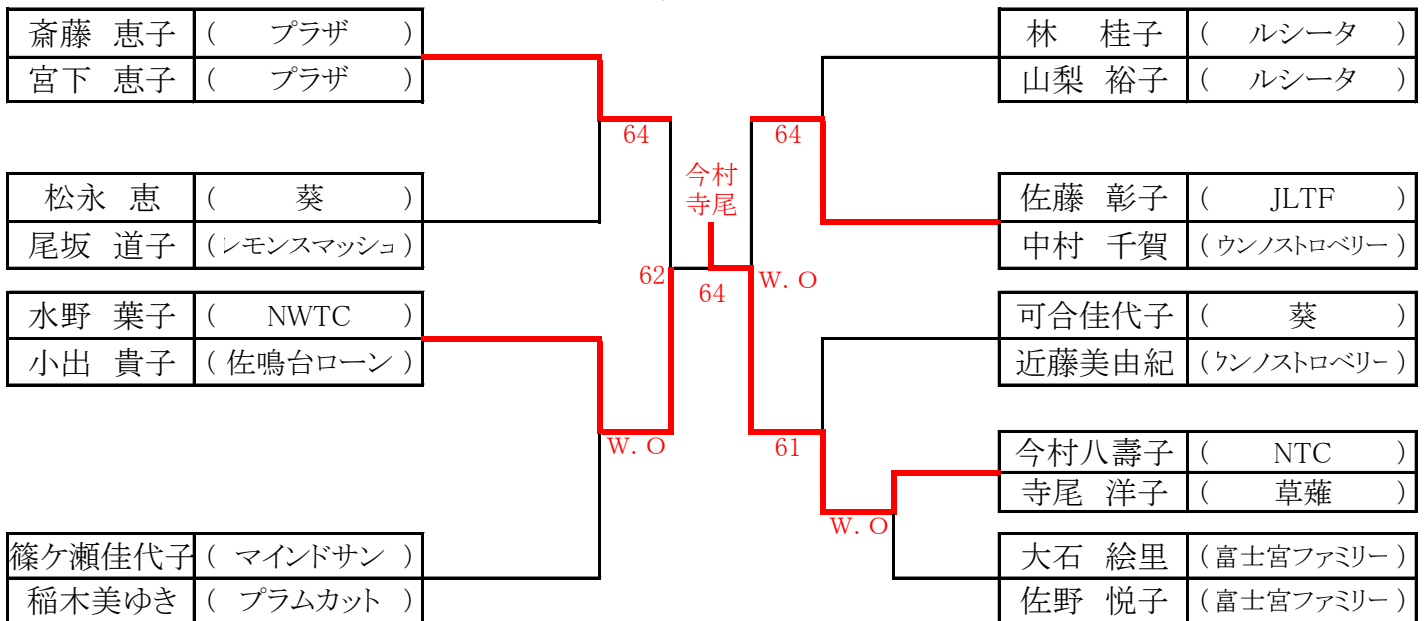 斎藤 恵子 ( プラザ )
宮下 恵子 ( プラザ )
64
松永 恵 ( 葵 )
尾坂 道子 (レモンスマッシュ)
62
水野 葉子 ( NWTC )
小出 貴子 ( 佐鳴台ローン )
W. O
篠ケ瀬佳代子 ( マインドサン )
稲木美ゆき ( プラムカット )
今村
寺尾
64
林 桂子 ( ルシータ )
山梨 裕子 ( ルシータ )
64
佐藤 彰子 ( JLTF )
中村 千賀 (ウンノストロベリー)
W. O
可合佳代子 ( 葵 )
近藤美由紀 (ウンノストロベリー)
61
今村八壽子 ( NTC )
寺尾 洋子 ( 草薙 )
W. O
大石 絵里 (富士宮ファミリー)
佐野 悦子 (富士宮ファミリー)